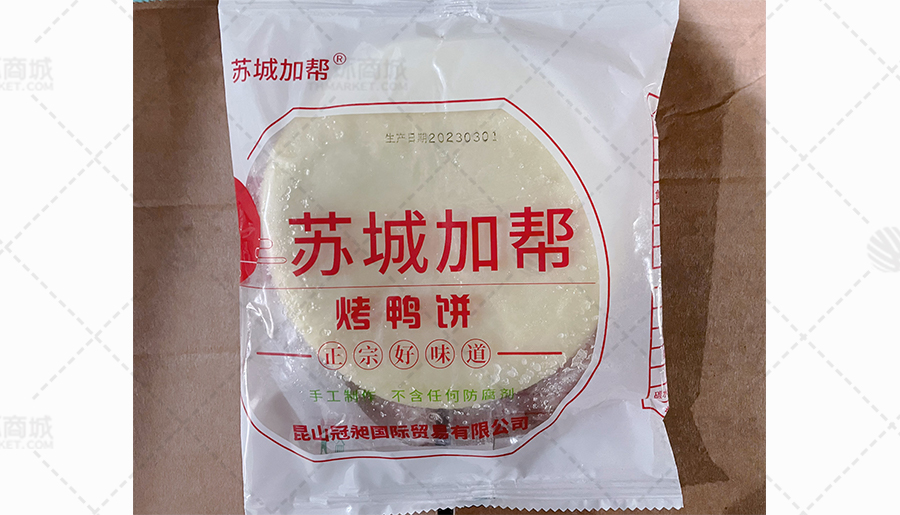 苏城加帮®
生产日期20230301
苏城加帮
烤鸭饼
正宗好味道
手工制作 不含任何防腐剂
昆山冠昶国际贸易有限公司